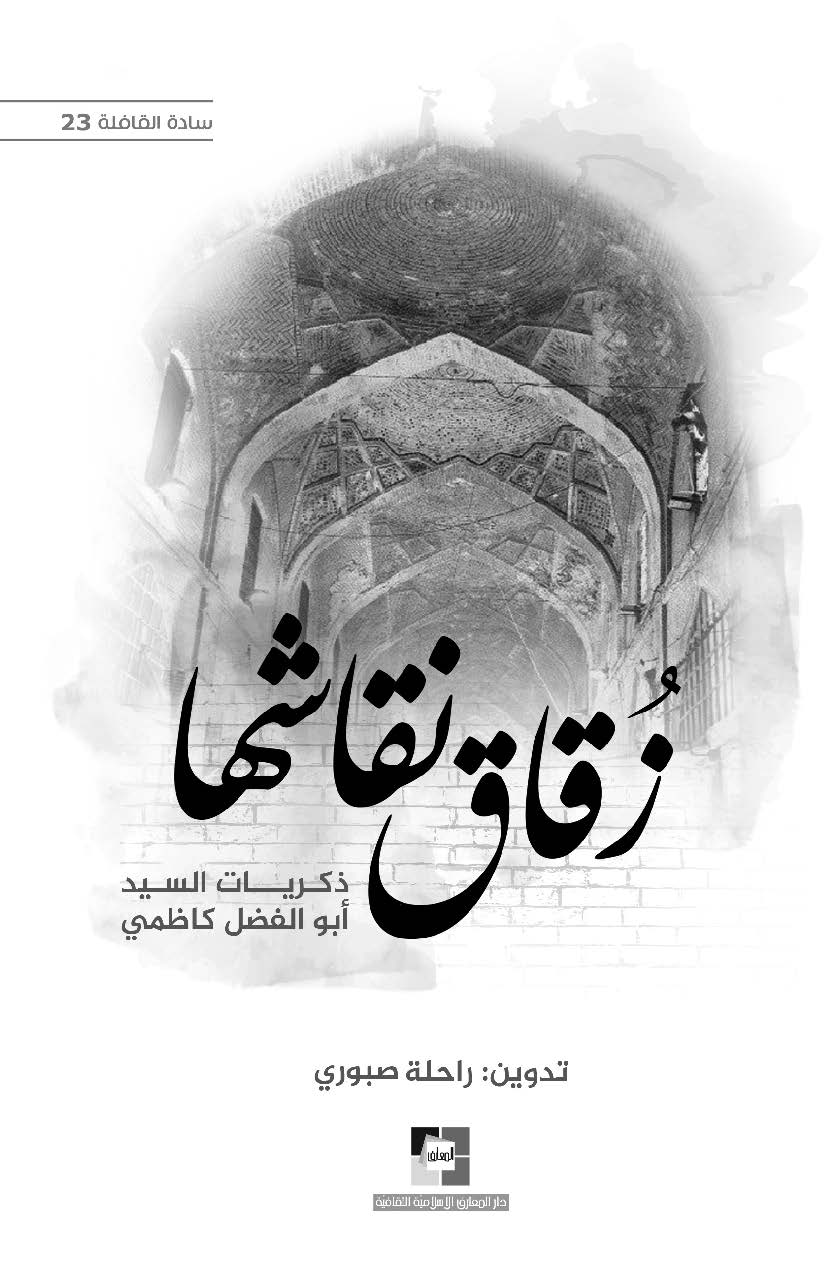 سادة القافلة 23
زُقاق نقاشها
ذكريات السيد
أبو الفضل كاظمي
تدوين: راحلة صبوري
المعارف
دار المعارف الإسلامية الثقافية